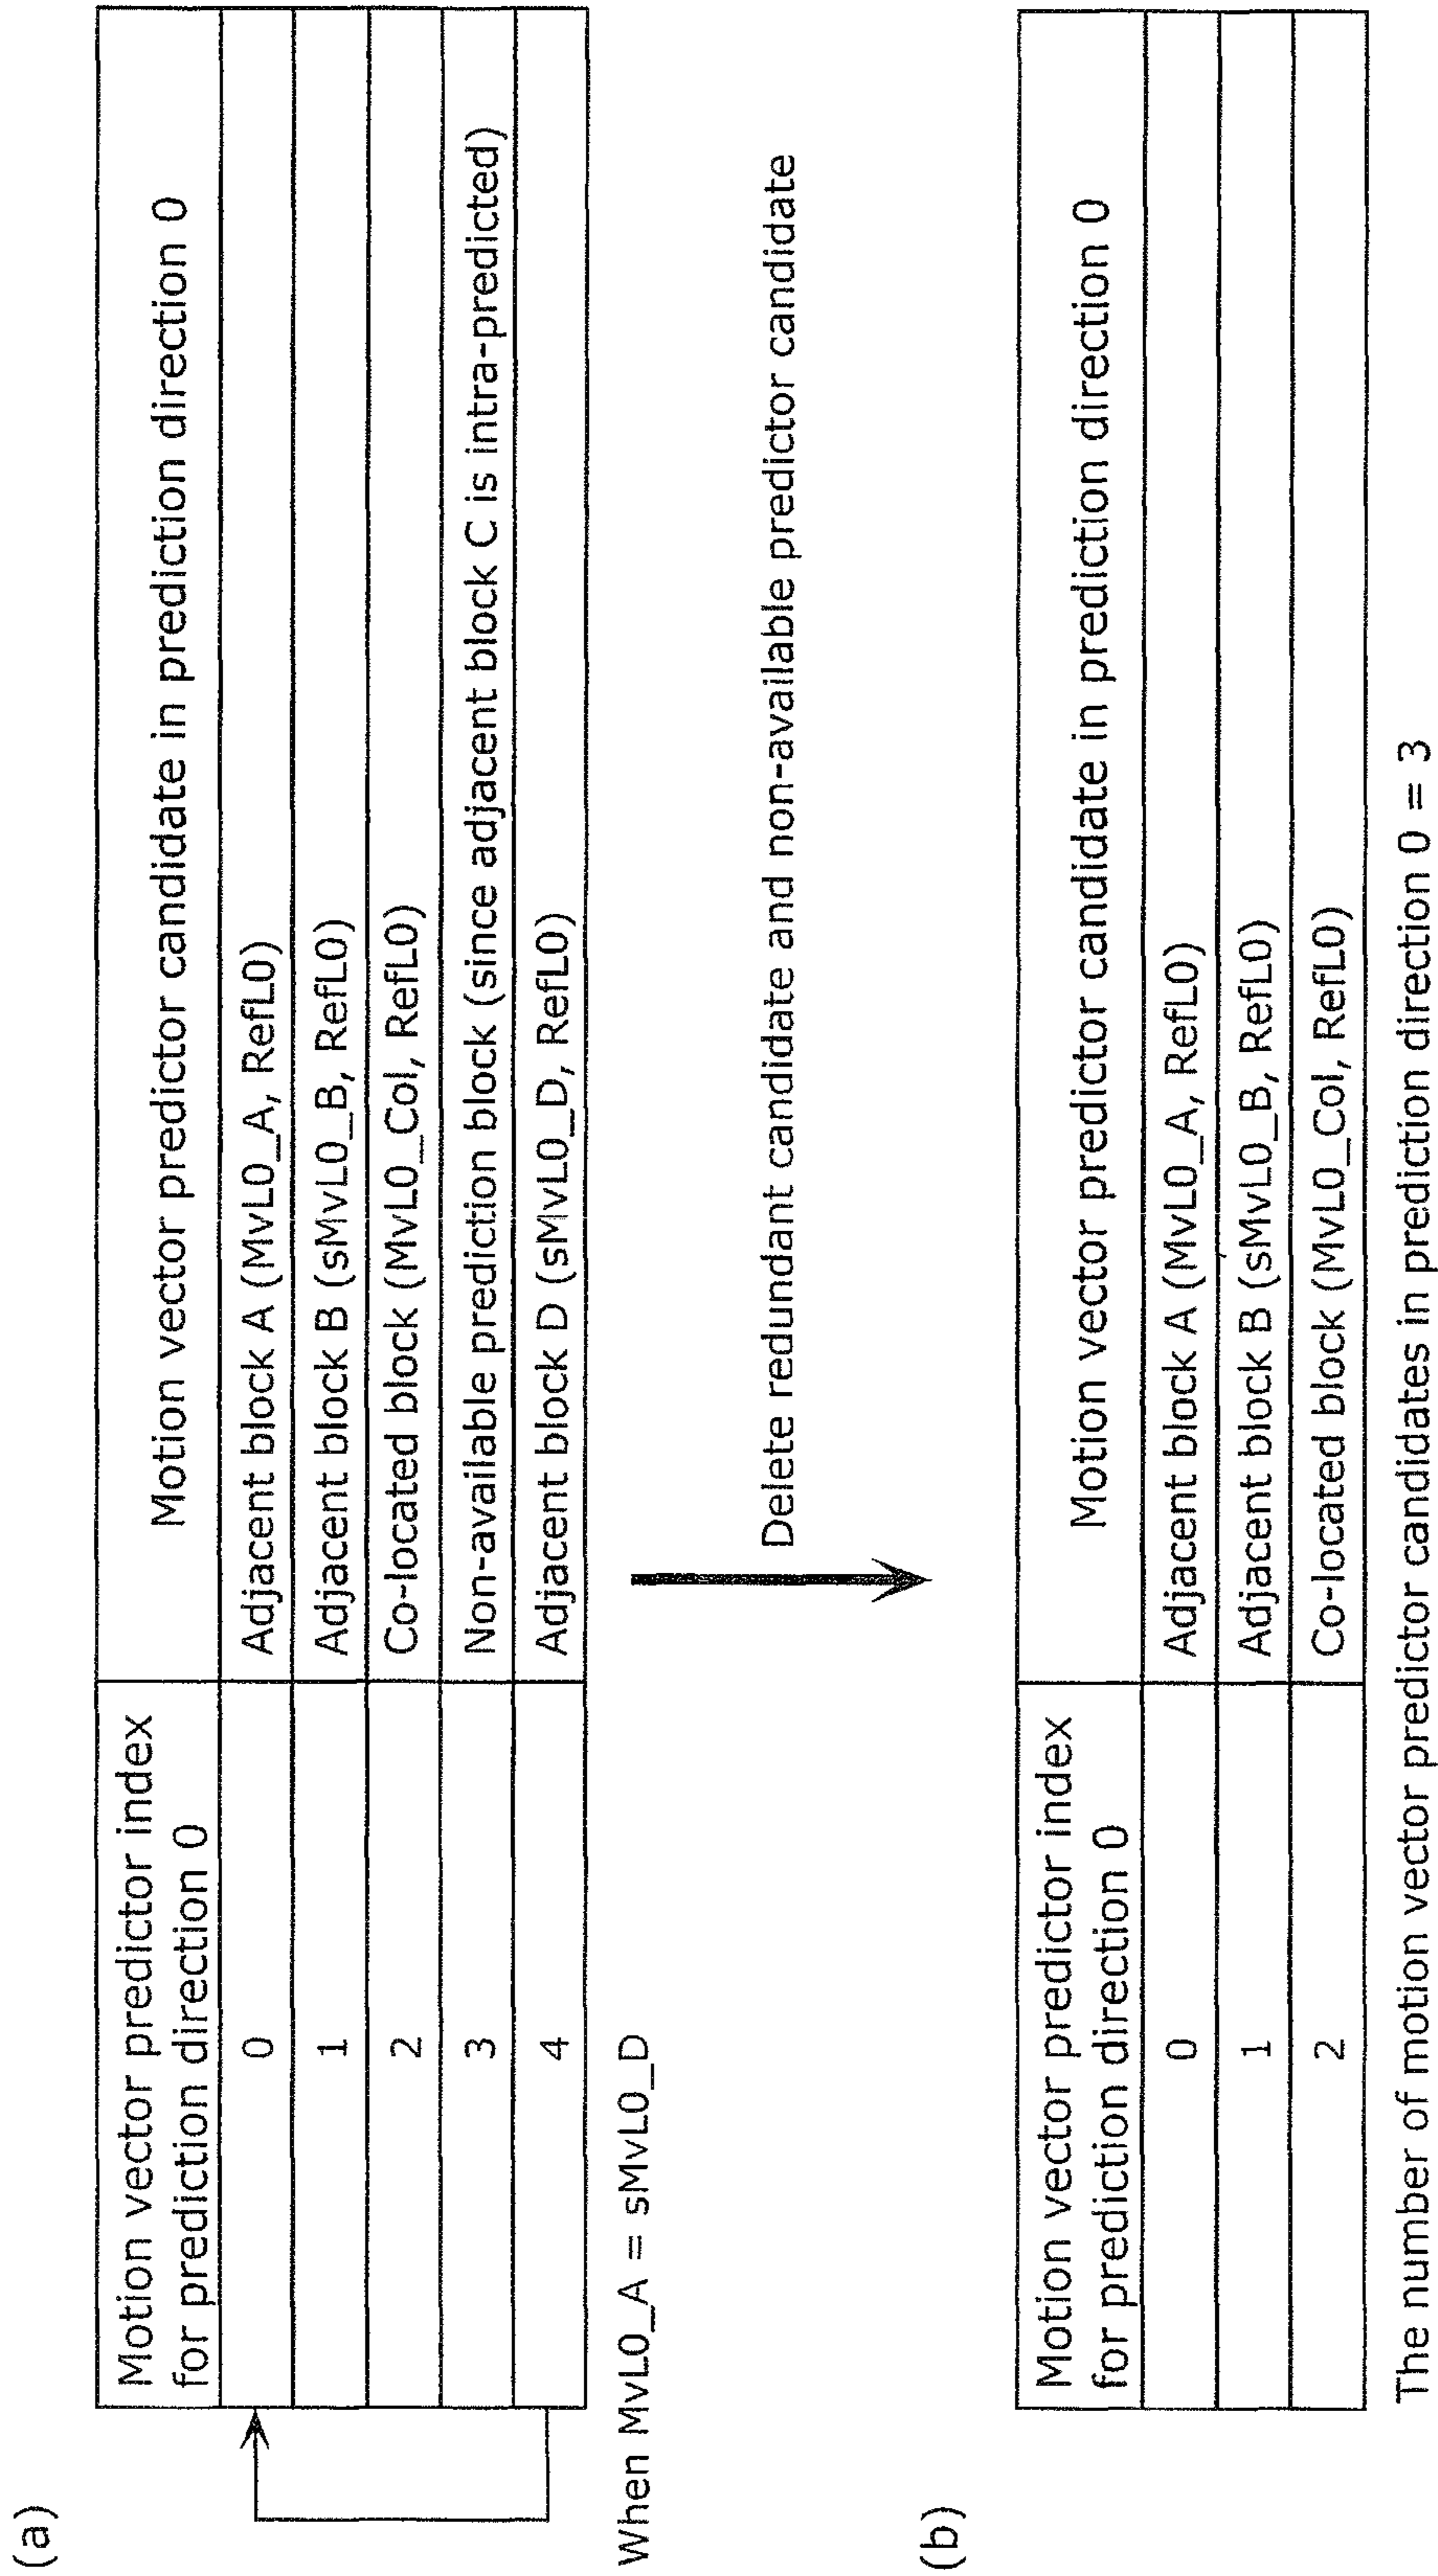 (a)
Motion vector predictor index
for prediction direction 0
Motion vector predictor candidate in prediction direction 0
0
Adjacent block A (MvL0_A, RefL0)
1
Adjacent block B (sMvL0_B, RefL0)
2
Co-located block (MvL0_Col, RefL0)
3
Non-available prediction block (since adjacent block C is intra-predicted)
4
Adjacent block D (sMvL0_D, RefL0)
When MvL0_A = sMvL0_D
Delete redundant candidate and non-available predictor candidate
(b)
Motion vector predictor index
for prediction direction 0
Motion vector predictor candidate in prediction direction 0
0
Adjacent block A (MvL0_A, RefL0)
1
Adjacent block B (sMvL0_B, RefL0)
2
Co-located block (MvL0_Col, RefL0)
The number of motion vector predictor candidates in prediction direction 0 = 3